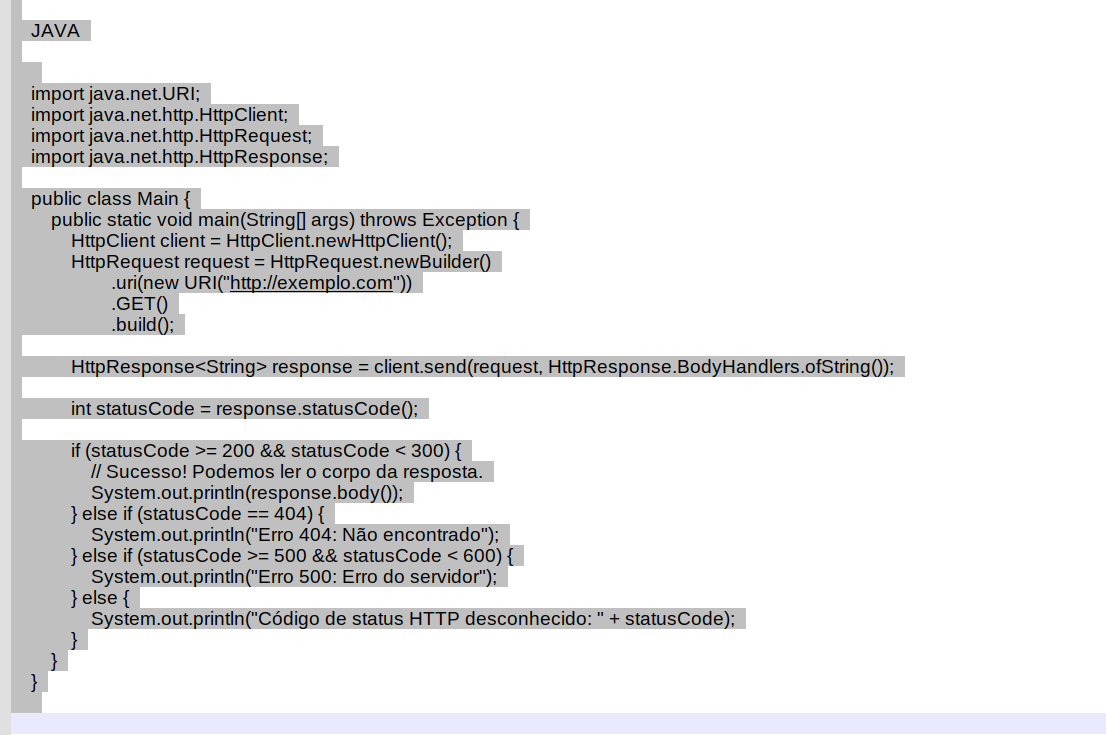 JAVA
import java.net.URI;
import java.net.http.HttpClient;
import java.net.http.HttpRequest;
import java.net.http.HttpResponse;
public class Main {
    public static void main(String[] args) throws Exception {
        HttpClient client = HttpClient.newHttpClient();
        HttpRequest request = HttpRequest.newBuilder()
                .uri(new URI("http://exemplo.com"))
                .GET()
                .build();
        HttpResponse<String> response = client.send(request, HttpResponse.BodyHandlers.ofString());
        int statusCode = response.statusCode();
        if (statusCode >= 200 && statusCode < 300) {
            // Sucesso! Podemos ler o corpo da resposta.
            System.out.println(response.body());
        } else if (statusCode == 404) {
            System.out.println("Erro 404: Não encontrado");
        } else if (statusCode >= 500 && statusCode < 600) {
            System.out.println("Erro 500: Erro do servidor");
        } else {
            System.out.println("Código de status HTTP desconhecido: " + statusCode);
        }
    }
}